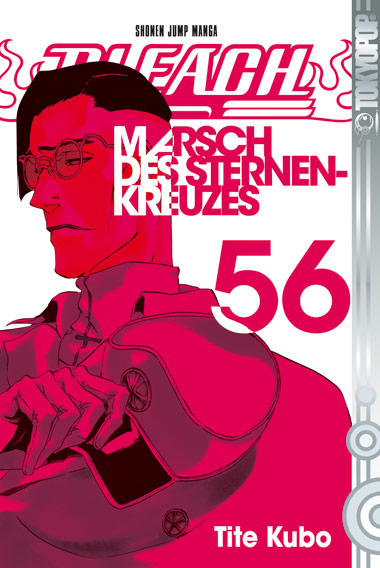 SHONEN JUMP MANGA
BLEACH
MARSCH
DES STERNEN-
KREUZES
56
Tite Kubo
TOKYOPOP